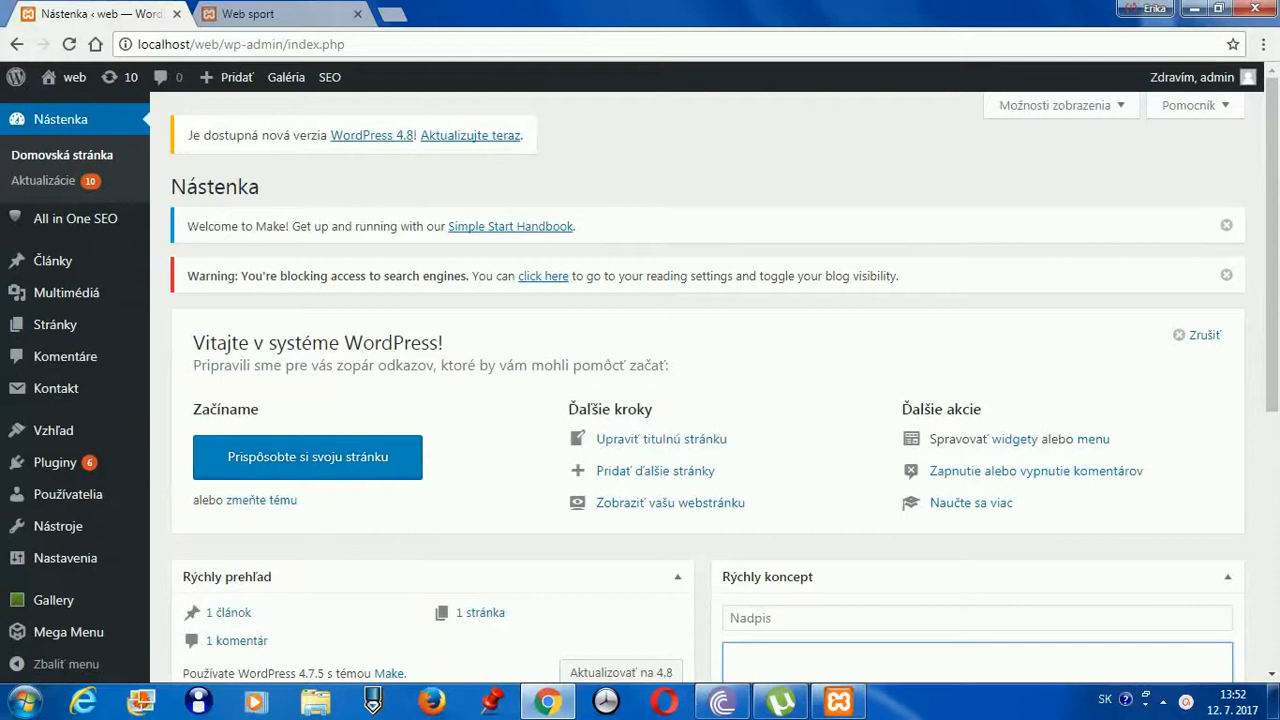 Nástenka ‹ web — Word
Web sport
Erika
localhost/web/wp-admin/index.php
web
10
0
Pridať
Galéria
SEO
Zdravím, admin
Nástenka
Domovská stránka
Aktualizácie 10
All in One SEO
Články
Multimédiá
Stránky
Komentáre
Kontakt
Vzhľad
Pluginy 6
Používatelia
Nástroje
Nastavenia
Gallery
Mega Menu
Zbaliť menu
Možnosti zobrazenia
Pomocník
Je dostupná nová verzia WordPress 4.8! Aktualizujte teraz.
Nástenka
Welcome to Make! Get up and running with our Simple Start Handbook.
Warning: You're blocking access to search engines. You can click here to go to your reading settings and toggle your blog visibility.
Vitajte v systéme WordPress!
Zrušiť
Pripravili sme pre vás zopár odkazov, ktoré by vám mohli pomôcť začať:
Začíname
Prispôsobte si svoju stránku
alebo zmeňte tému
Ďaľšie kroky
Upraviť titulnú stránku
Pridať ďalšie stránky
Zobraziť vašu webstránku
Ďalšie akcie
Spravovať widgety alebo menu
Zapnutie alebo vypnutie komentárov
Naučte sa viac
Rýchly prehľad
1 článok
1 stránka
1 komentár
Používate WordPress 4.7.5 s témou Make.
Aktualizovať na 4.8
Rýchly koncept
Nadpis
SK
13:52
12. 7. 2017